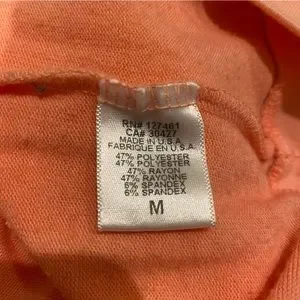 RN# 127461
CA# 30427
MADE IN U.S.A
FABRIQUE EN U.S.A.
47% POLYESTER
47% POLYESTER
47% RAYON
47% RAYONNE
6% SPANDEX
6% SPANDEX
M